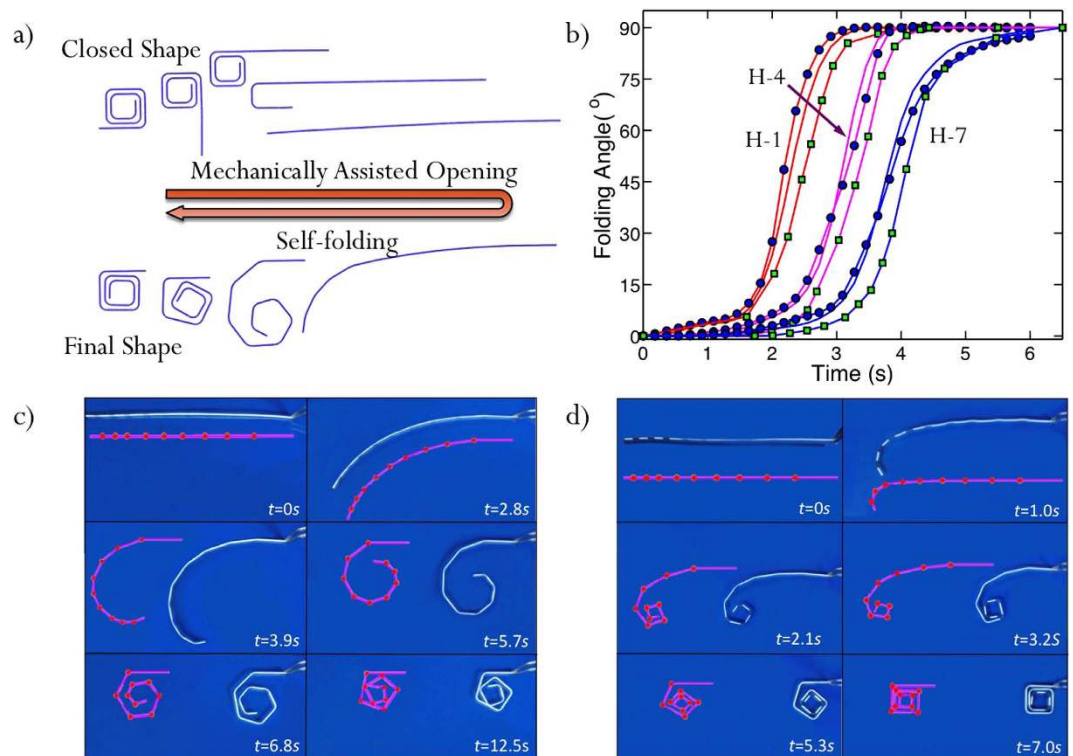 a)
Closed Shape
Mechanically Assisted Opening
Self-folding
Final Shape
b)
Folding Angle( °)
90
75
60
45
30
15
0
H-1
H-4
H-7
0 1 2 3 4 5 6
Time (s)
c)
t=0s
t=2.8s
t=3.9s
t=5.7s
t=6.8s
t=12.5s
d)
t=0s
t=1.0s
t=2.1s
t=3.2S
t=5.3s
t=7.0s